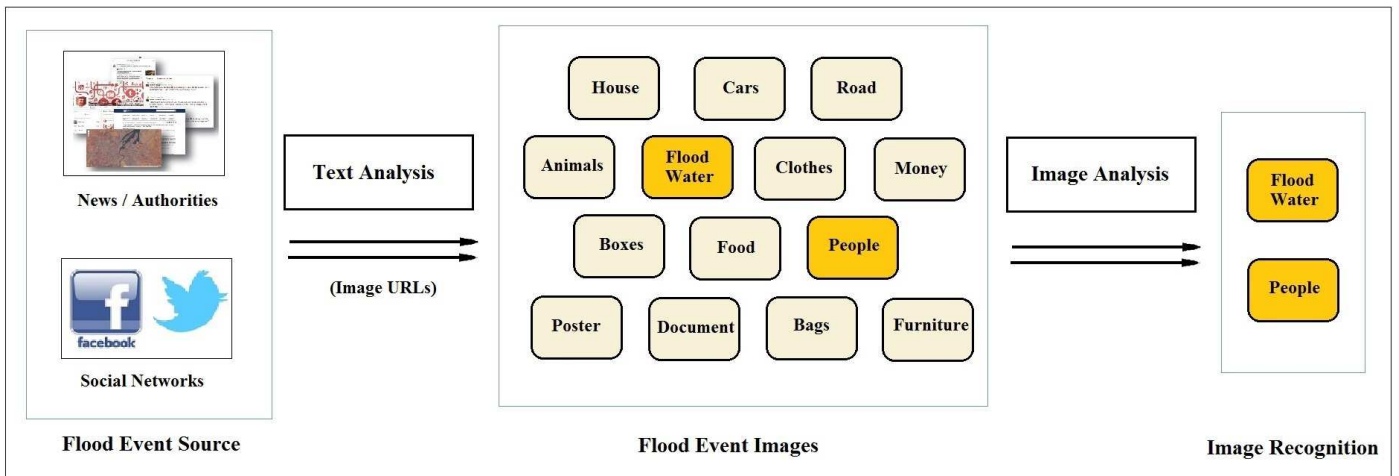 News / Authorities
facebook
Social Networks
Flood Event Source
Text Analysis
(Image URLs)
House
Cars
Road
Animals
Flood
Water
Clothes
Money
Boxes
Food
People
Poster
Document
Bags
Furniture
Flood Event Images
Image Analysis
Flood
Water
People
Image Recognition